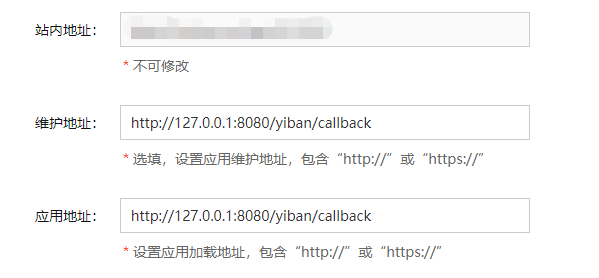 站内地址：
* 不可修改
维护地址： http://127.0.0.1:8080/yiban/callback
* 选填，设置应用维护地址，包含“http://”或“https://”
应用地址： http://127.0.0.1:8080/yiban/callback
* 设置应用加载地址，包含“http://”或“https://”